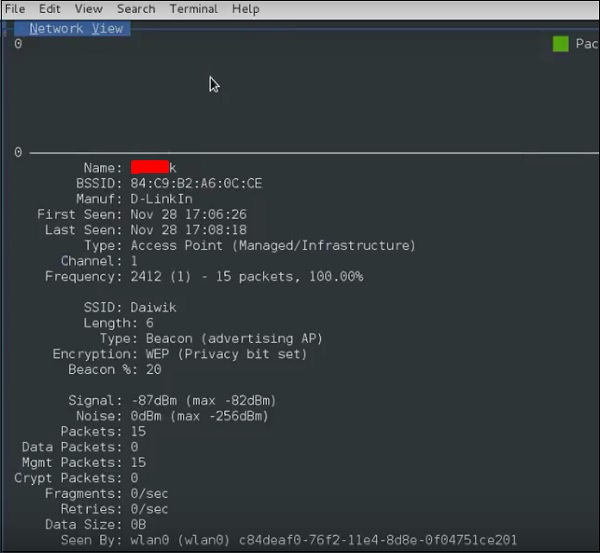 File Edit View Search Terminal Help
Network View
0
Pac
0
Name: k
BSSID: 84:C9:B2:A6:0C:CE
Manuf: D-LinkIn
First Seen: Nov 28 17:06:26
Last Seen: Nov 28 17:08:18
Type: Access Point (Managed/Infrastructure)
Channel: 1
Frequency: 2412 (1) - 15 packets, 100.00%
SSID: Daiwik
Length: 6
Type: Beacon (advertising AP)
Encryption: WEP (Privacy bit set)
Beacon %: 20
Signal: -87dBm (max -82dBm)
Noise: 0dBm (max -256dBm)
Packets: 15
Data Packets: 0
Mgmt Packets: 15
Crypt Packets: 0
Fragments: 0/sec
Retries: 0/sec
Data Size: 0B
Seen By: wlan0 (wlan0) c84deaf0-76f2-11e4-8d8e-0f04751ce201